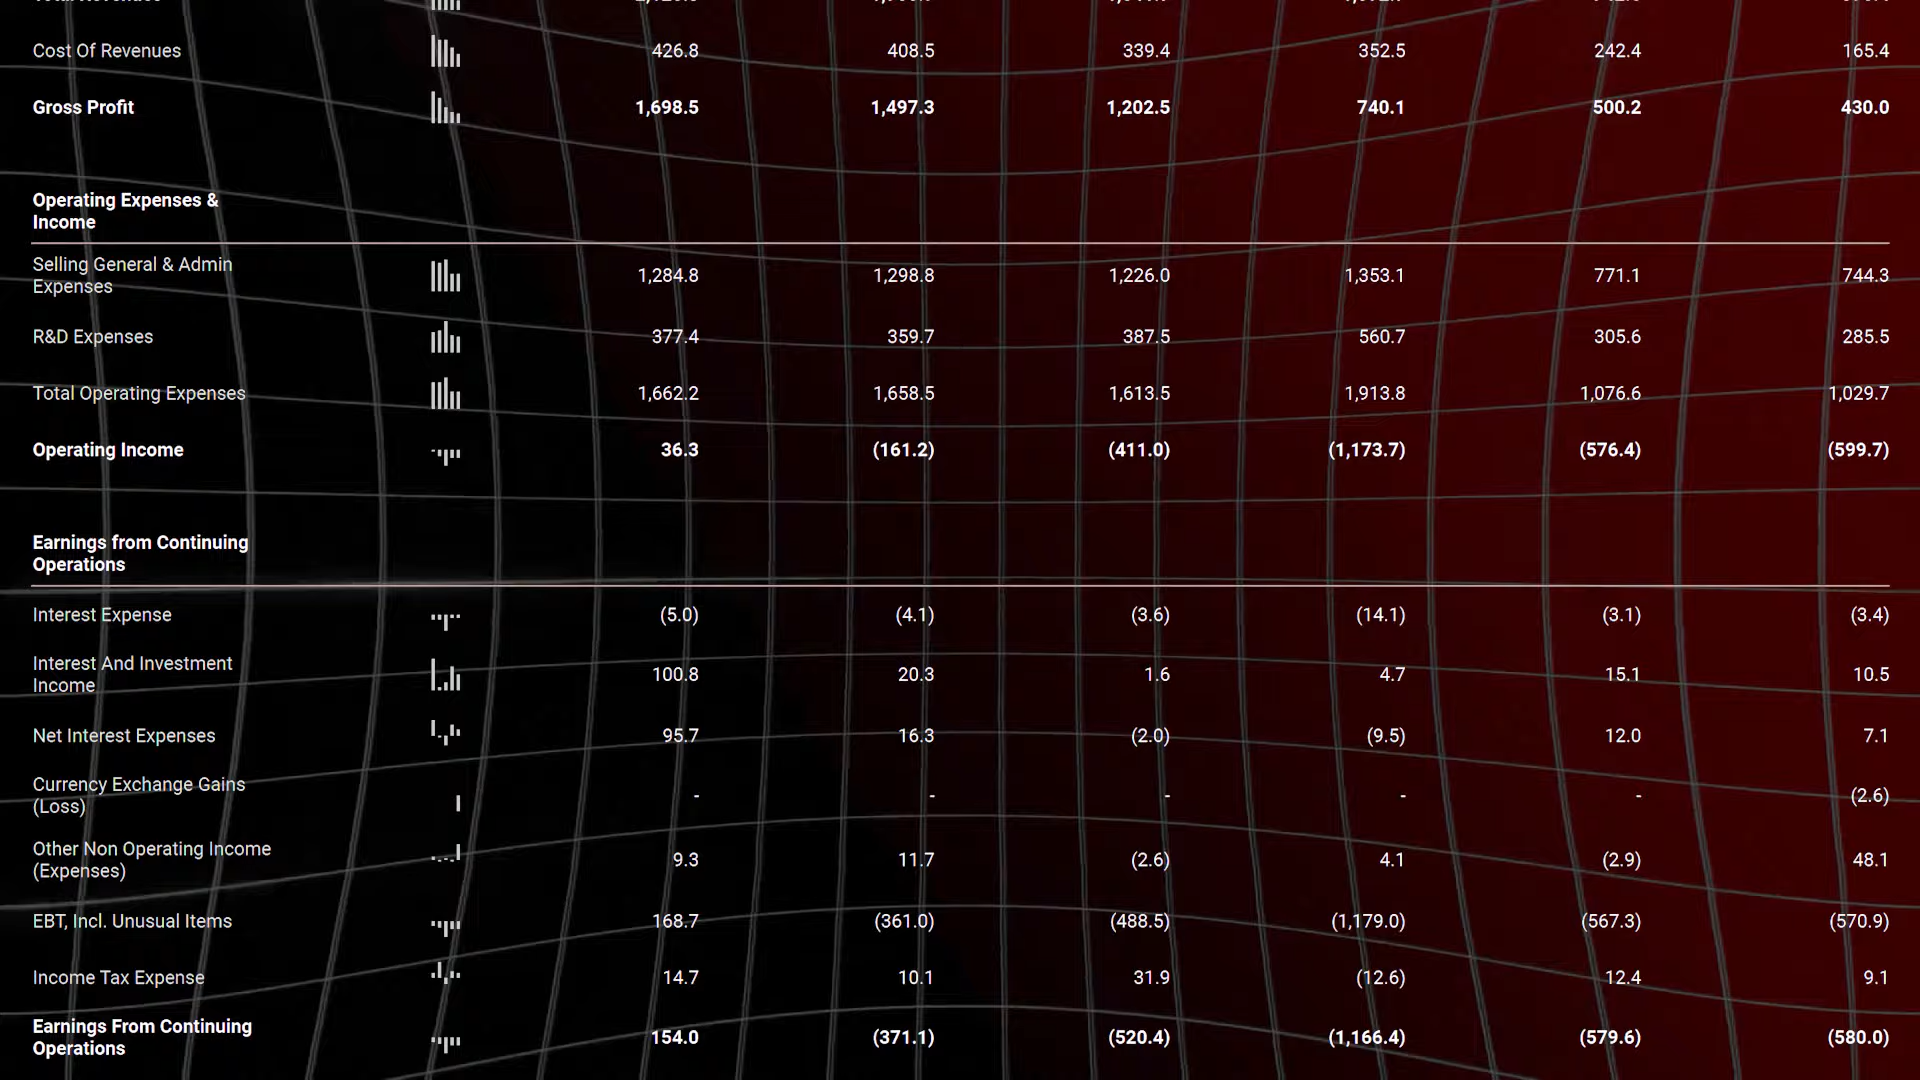 Cost Of Revenues 426.8 408.5 339.4 352.5 242.4 165.4
Gross Profit 1,698.5 1,497.3 1,202.5 740.1 500.2 430.0
Operating Expenses &
Income
Selling General & Admin
Expenses 1,284.8 1,298.8 1,226.0 1,353.1 771.1 744.3
R&D Expenses 377.4 359.7 387.5 560.7 305.6 285.5
Total Operating Expenses 1,662.2 1,658.5 1,613.5 1,913.8 1,076.6 1,029.7
Operating Income 36.3 (161.2) (411.0) (1,173.7) (576.4) (599.7)
Earnings from Continuing
Operations
Interest Expense (5.0) (4.1) (3.6) (14.1) (3.1) (3.4)
Interest And Investment
Income 100.8 20.3 1.6 4.7 15.1 10.5
Net Interest Expenses 95.7 16.3 (2.0) (9.5) 12.0 7.1
Currency Exchange Gains
(Loss) - - - - - (2.6)
Other Non Operating Income
(Expenses) 9.3 11.7 (2.6) 4.1 (2.9) 48.1
EBT, Incl. Unusual Items 168.7 (361.0) (488.5) (1,179.0) (567.3) (570.9)
Income Tax Expense 14.7 10.1 31.9 (12.6) 12.4 9.1
Earnings From Continuing
Operations 154.0 (371.1) (520.4) (1,166.4) (579.6) (580.0)